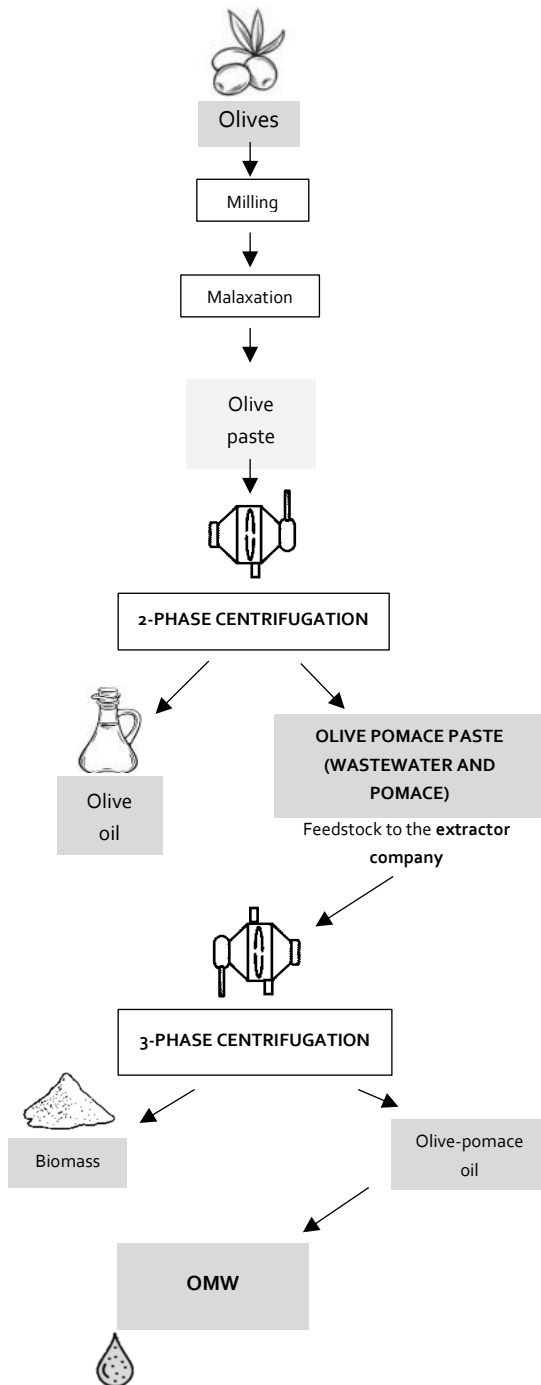 Olives
Milling
Malaxation
Olive
paste
2-PHASE CENTRIFUGATION
Olive
oil
OLIVE POMACE PASTE
(WASTEWATER AND
POMACE)
Feedstock to the extractor
company
3-PHASE CENTRIFUGATION
Biomass
Olive-pomace
oil
OMW